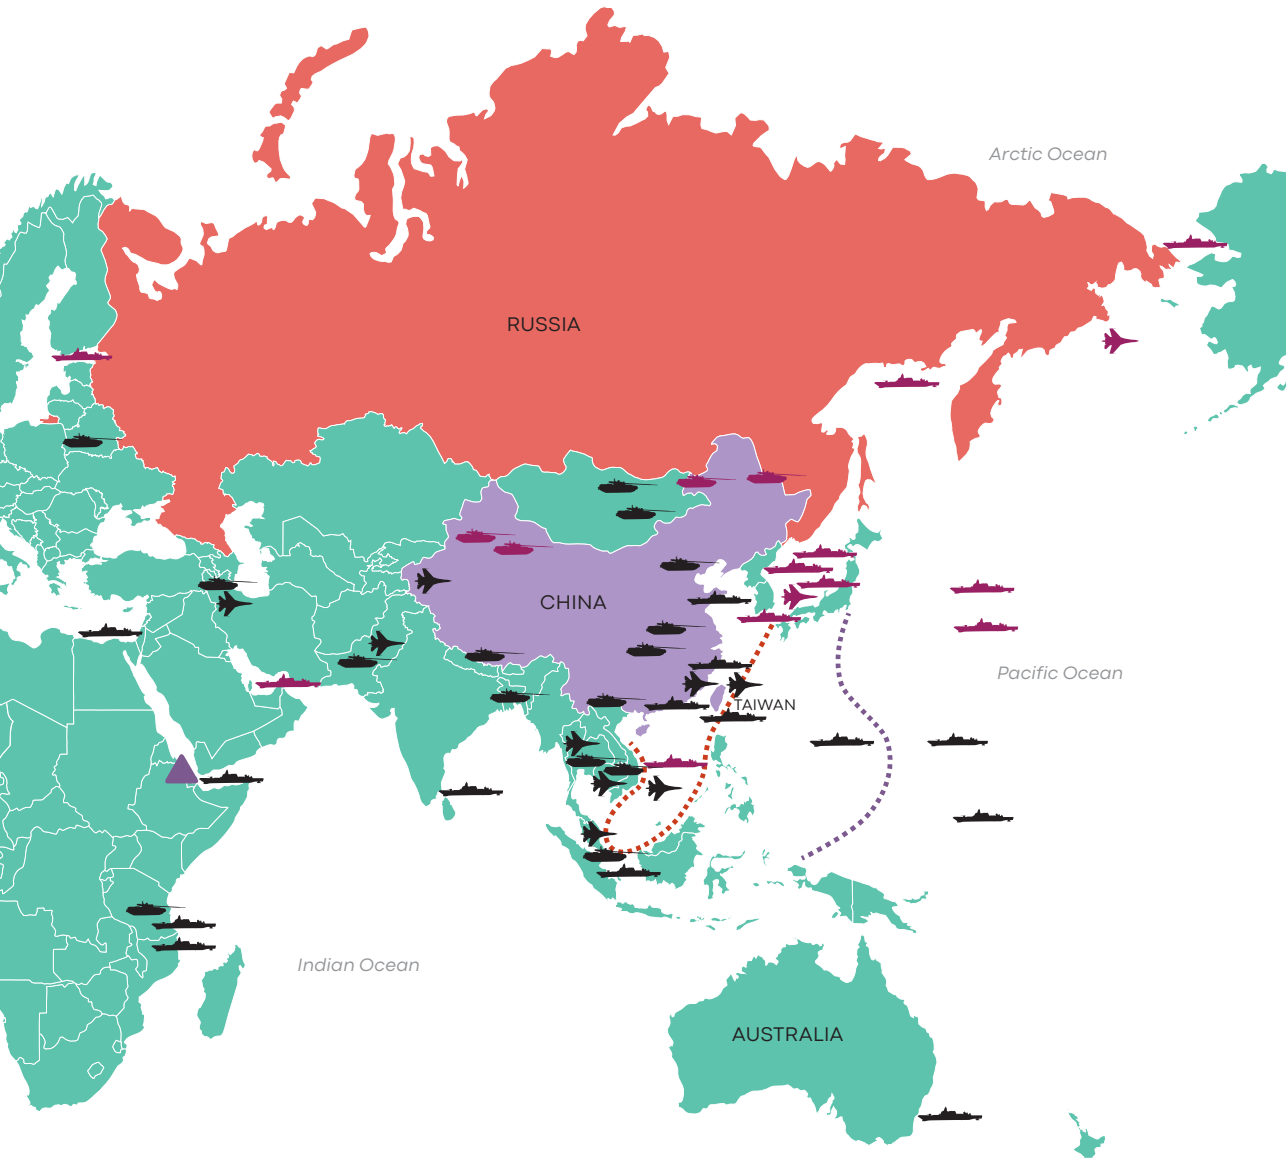 Arctic Ocean
RUSSIA
CHINA
Pacific Ocean
TAIWAN
Indian Ocean
AUSTRALIA